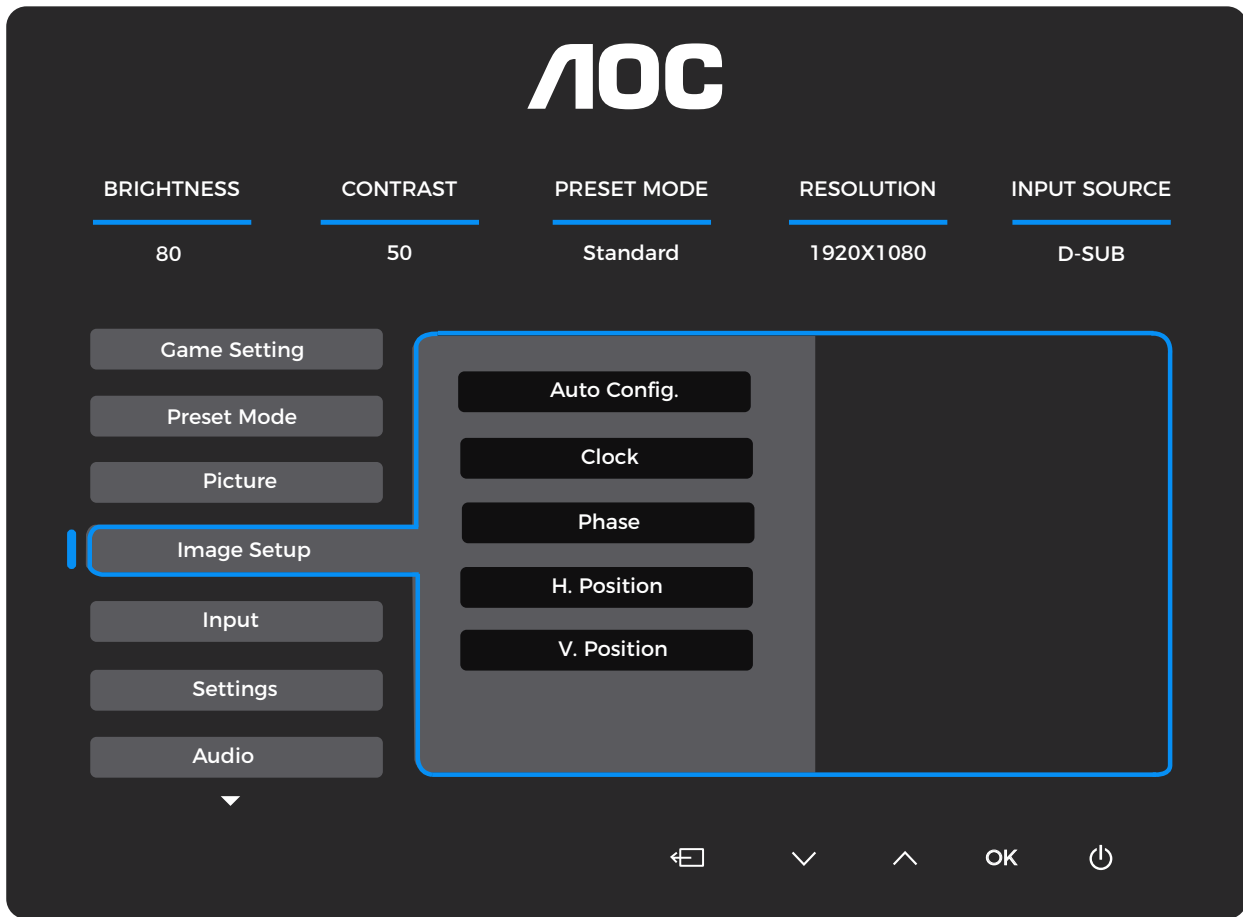 AOC
BRIGHTNESS CONTRAST PRESET MODE RESOLUTION INPUT SOURCE
80 50 Standard 1920X1080 D-SUB
Game Setting
Preset Mode
Picture
Image Setup
Input
Settings
Audio
Auto Config.
Clock
Phase
H. Position
V. Position
OK